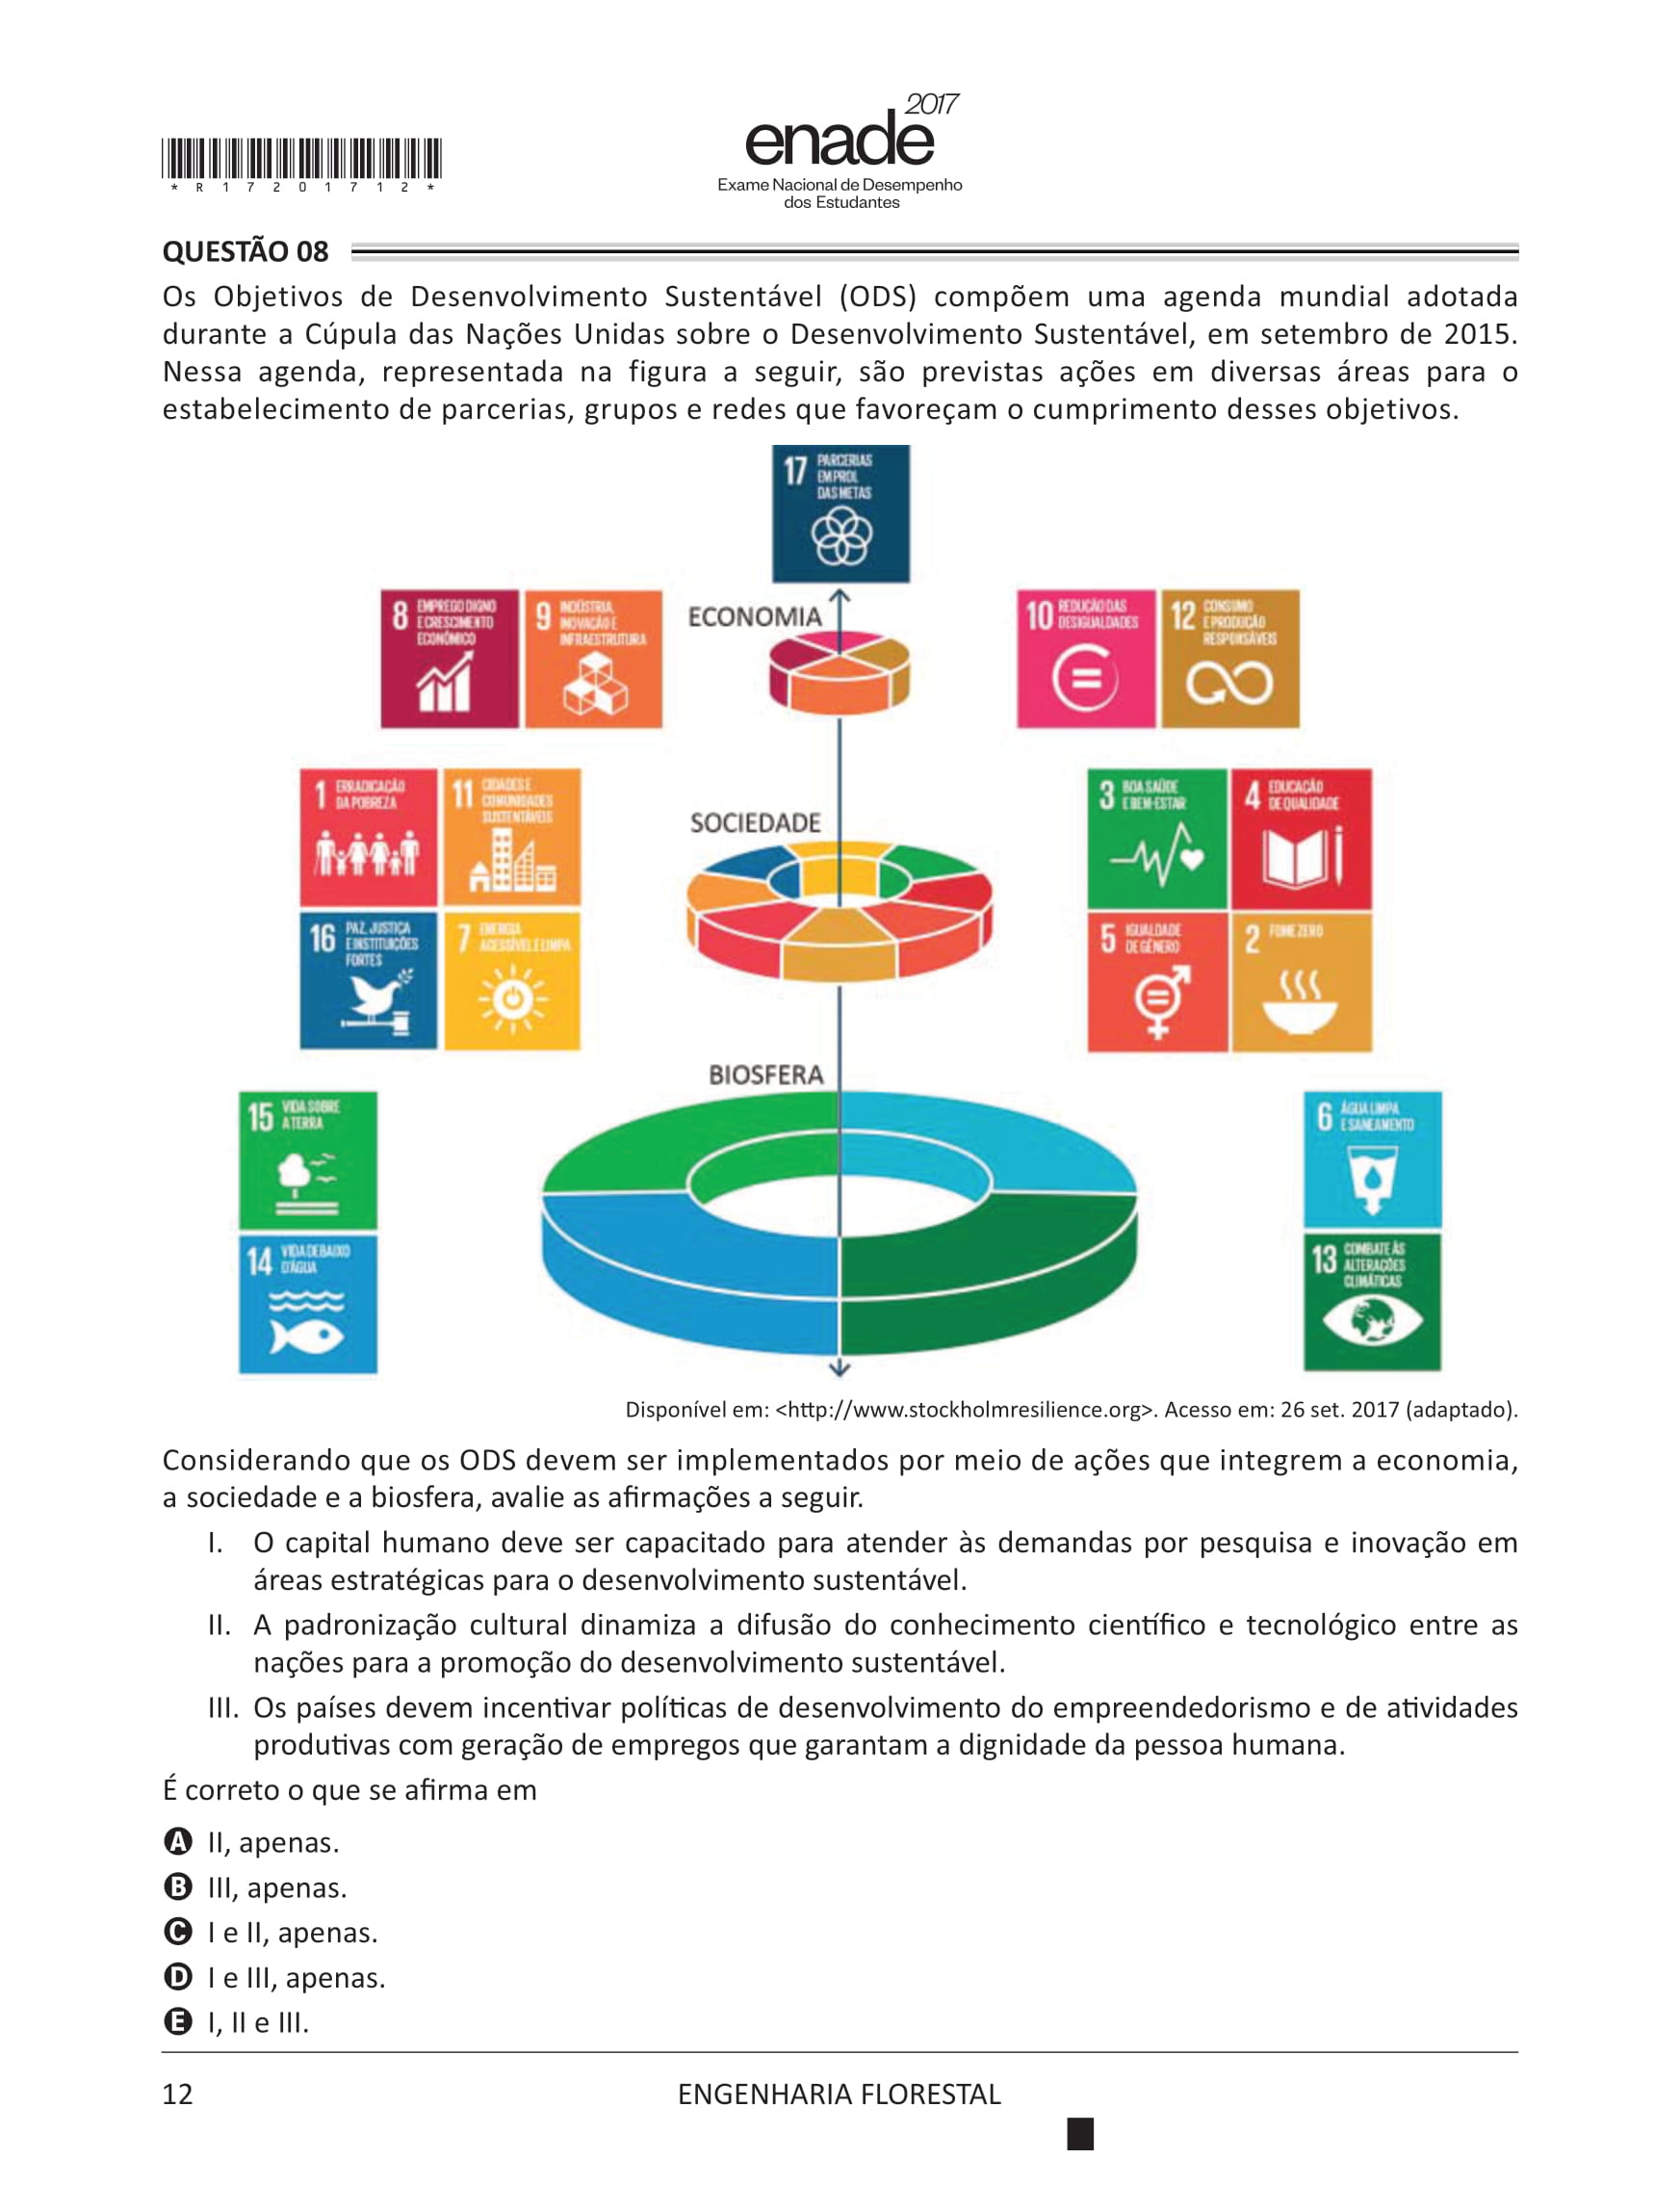 2017
enade
Exame Nacional de Desempenho
dos Estudantes
* R 1 7 2 0 1 7 1 2 *
QUESTÃO 08
Os Objetivos de Desenvolvimento Sustentável (ODS) compõem uma agenda mundial adotada
durante a Cúpula das Nações Unidas sobre o Desenvolvimento Sustentável, em setembro de 2015.
Nessa agenda, representada na figura a seguir, são previstas ações em diversas áreas para o
estabelecimento de parcerias, grupos e redes que favoreçam o cumprimento desses objetivos.
17 PARCERIAS
EM PROL
DAS METAS
8 EMPREGO DIGNO
E CRESCIMENTO
ECONÔMICO
9 INDÚSTRIA,
INOVAÇÃO E
INFRAESTRUTURA
ECONOMIA
10 REDUÇÃO DAS
DESIGUALDADES
12 CONSUMO
E PRODUÇÃO
RESPONSÁVEIS
1 ERRADICAÇÃO
DA POBREZA
11 CIDADES E
COMUNIDADES
SUSTENTÁVEIS
SOCIEDADE
3 BOA SAÚDE
E BEM-ESTAR
4 EDUCAÇÃO
DE QUALIDADE
16 PAZ, JUSTIÇA
E INSTITUIÇÕES
FORTES
7 ENERGIA
ACESSÍVEL E LIMPA
5 IGUALDADE
DE GÊNERO
2 FOME ZERO
BIOSFERA
15 VIDA SOBRE
A TERRA
6 ÁGUA LIMPA
E SANEAMENTO
14 VIDA DEBAIXO
D'ÁGUA
13 COMBATE ÀS
ALTERAÇÕES
CLIMÁTICAS
Disponível em: <http://www.stockholmresilience.org>. Acesso em: 26 set. 2017 (adaptado).
Considerando que os ODS devem ser implementados por meio de ações que integrem a economia,
a sociedade e a biosfera, avalie as afirmações a seguir.
I. O capital humano deve ser capacitado para atender às demandas por pesquisa e inovação em
áreas estratégicas para o desenvolvimento sustentável.
II. A padronização cultural dinamiza a difusão do conhecimento científico e tecnológico entre as
nações para a promoção do desenvolvimento sustentável.
III. Os países devem incentivar políticas de desenvolvimento do empreendedorismo e de atividades
produtivas com geração de empregos que garantam a dignidade da pessoa humana.
É correto o que se afirma em
A II, apenas.
B III, apenas.
C I e II, apenas.
D I e III, apenas.
E I, II e III.
12
ENGENHARIA FLORESTAL